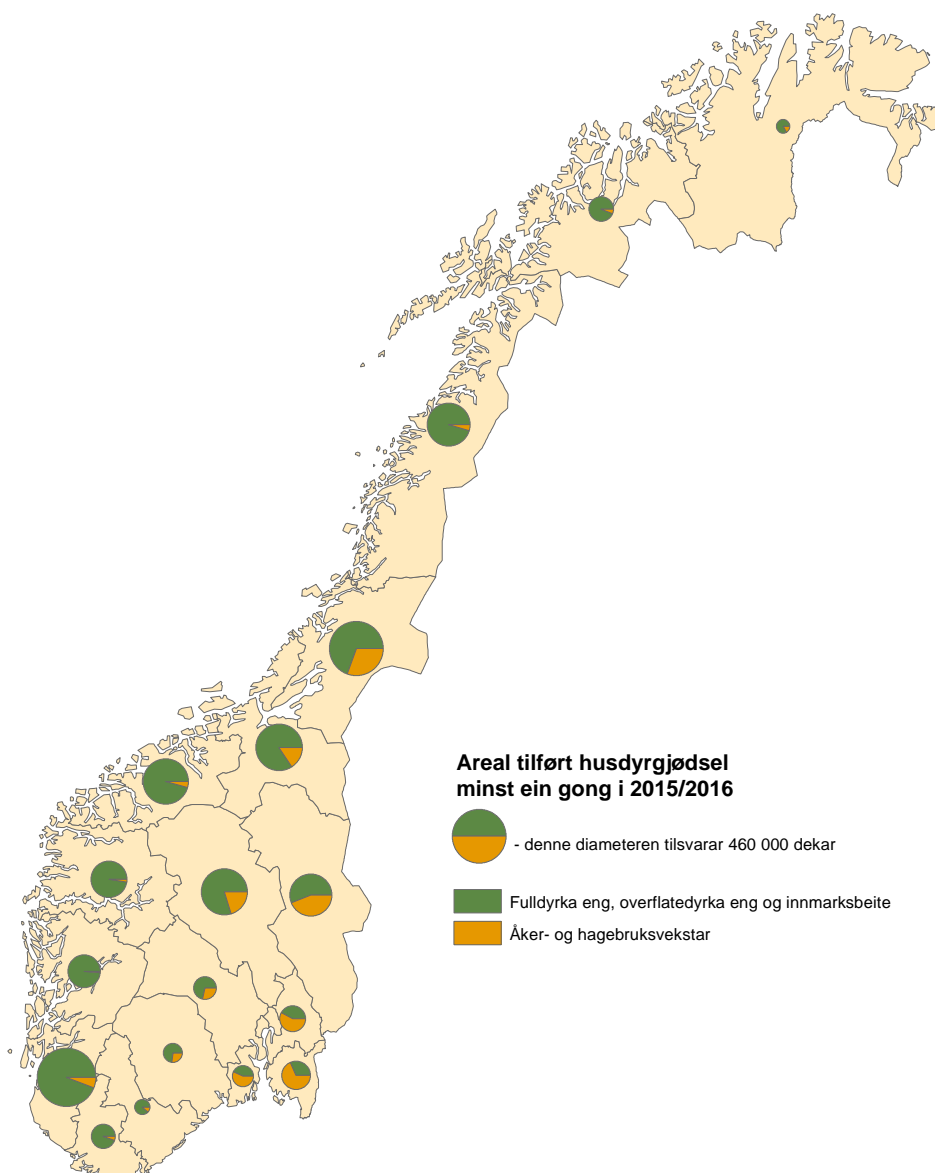 Areal tilført husdyrgjødsel
minst ein gong i 2015/2016
- denne diameteren tilsvarar 460 000 dekar
Fulldyrka eng, overflatedyrka eng og innmarksbeite
Åker- og hagebruksvekstar